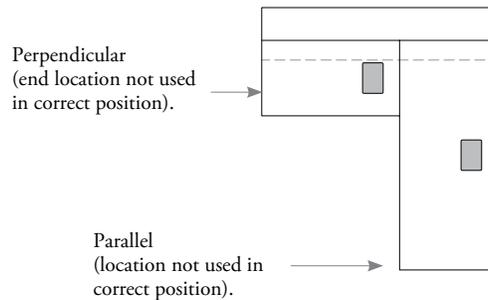 Perpendicular
(end location not used
in correct position).
Parallel
(location not used in
correct position).